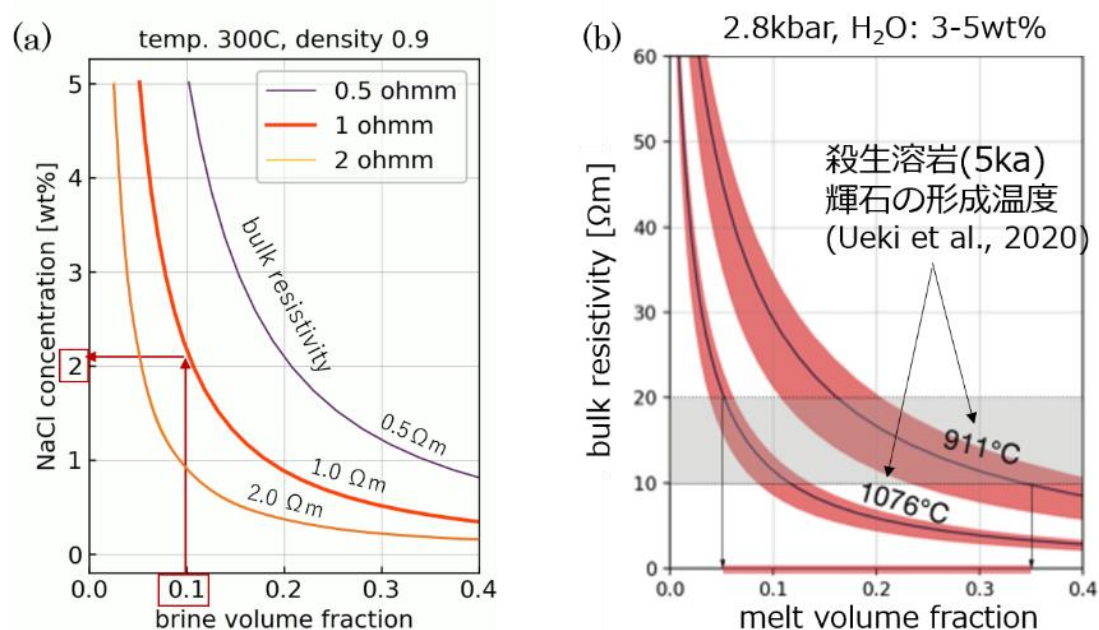 (a)
temp. 300C, density 0.9
NaCl concentration [wt%]
5
4
3
2
1
0
0.5 ohmm
1 ohmm
2 ohmm
bulk resistivity
0.5Ωm
1.0 Ωm
2.0 Ωm
0.0 0.1 0.2 0.3 0.4
brine volume fraction
(b)
2.8kbar, H₂O: 3-5wt%
bulk resistivity [Ωm]
60
50
40
30
20
10
0
殺生溶岩(5ka)
輝石の形成温度
(Ueki et al., 2020)
911°C
1076°C
0.0 0.1 0.2 0.3 0.4
melt volume fraction